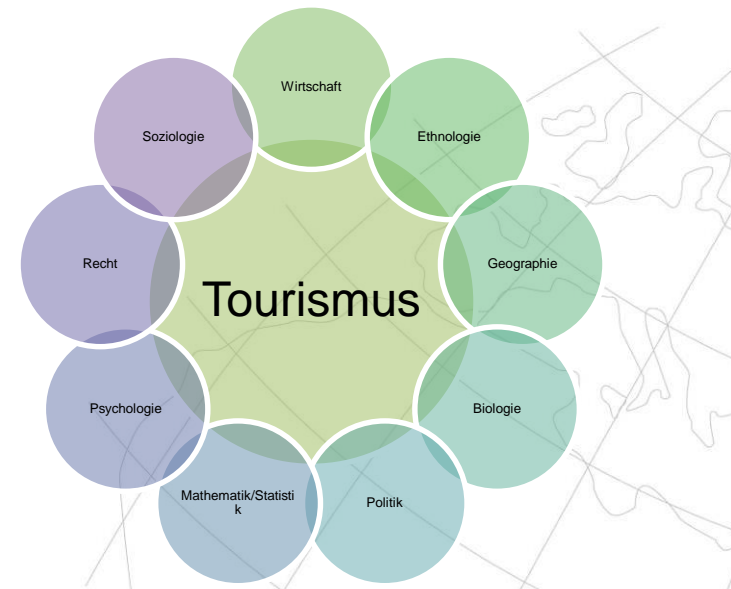 Wirtschaft
Ethnologie
Geographie
Biologie
Politik
Mathematik/Statisti
k
Psychologie
Recht
Soziologie
Tourismus